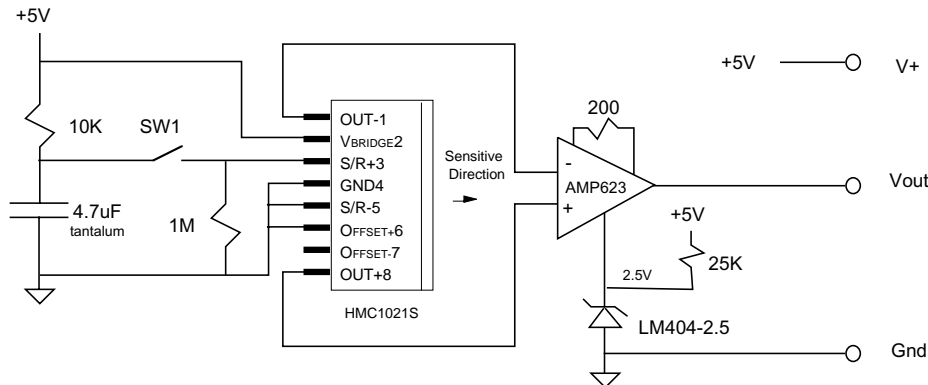 +5V
10K
SW1
4.7uF
tantalum
1M
OUT-1
VBRIDGE2
S/R+3
GND4
S/R-5
OFFSET+6
OFFSET-7
OUT+8
HMC1021S
Sensitive
Direction
200
-
AMP623
+
+5V
25K
2.5V
LM404-2.5
+5V
V+
Vout
Gnd